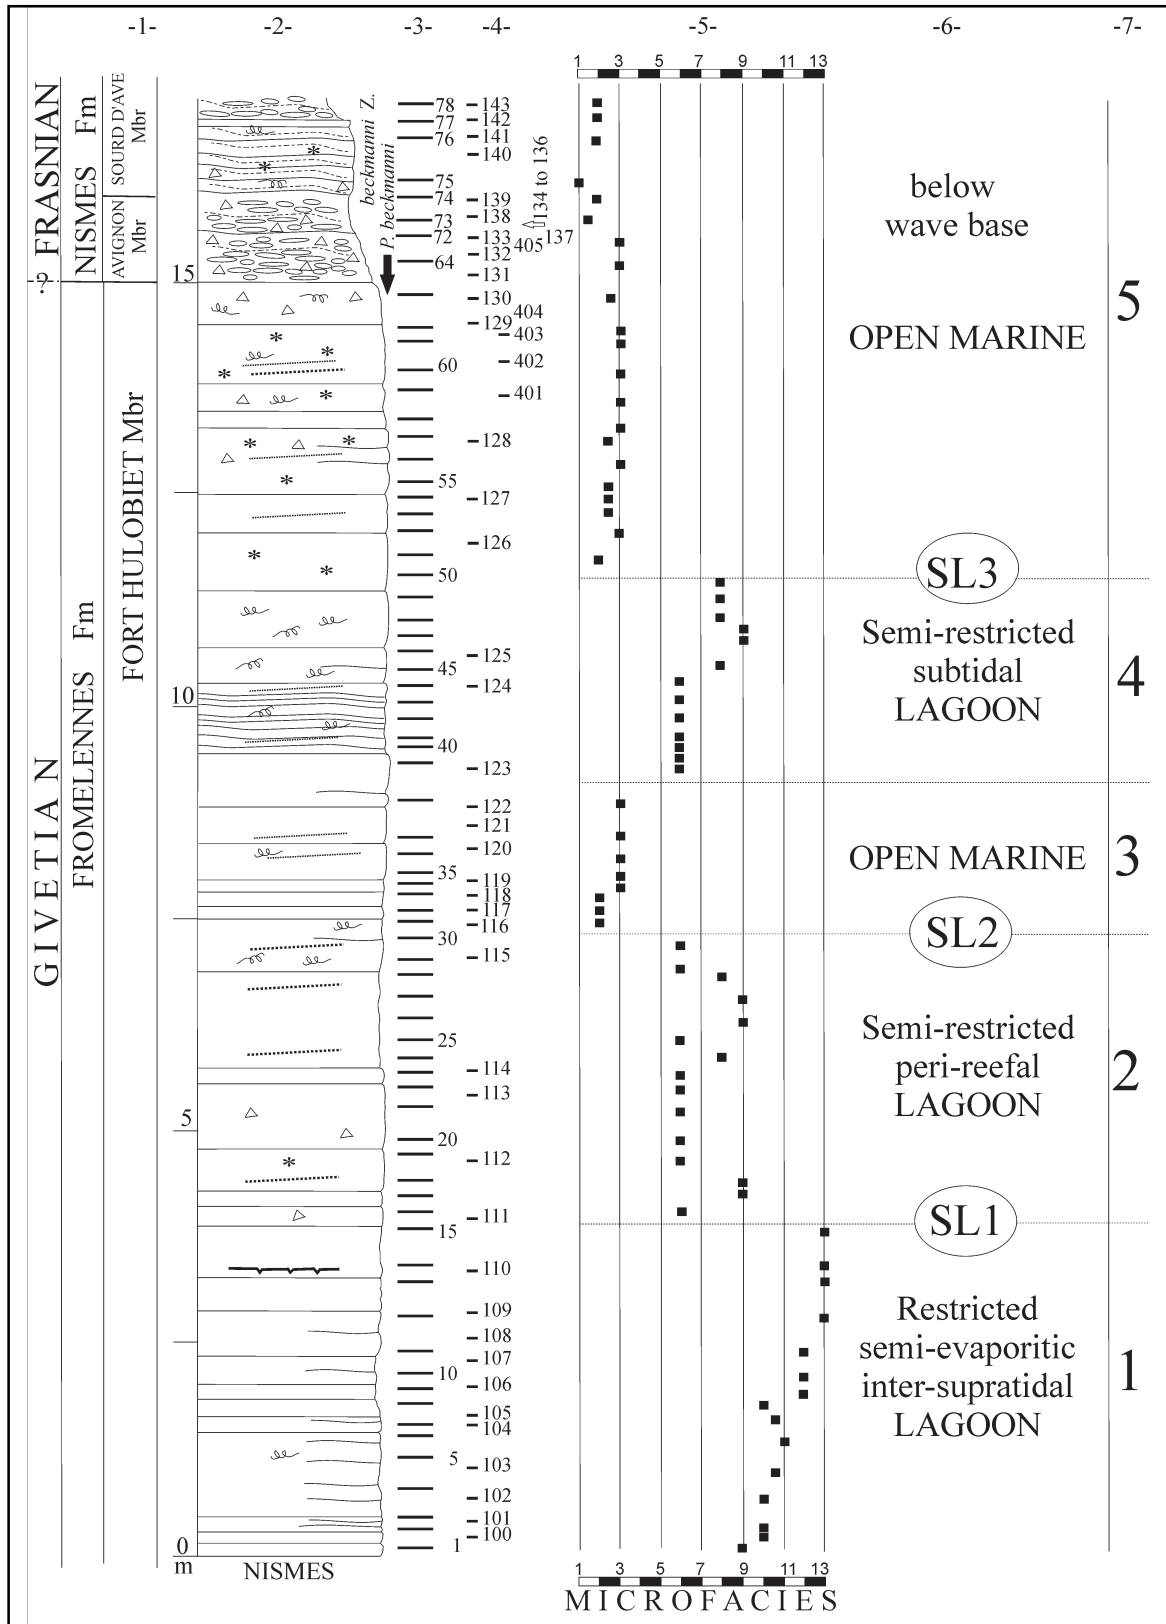 -1- -2- -3- -4- -5- -6- -7-
1 3 5 7 9 11 13
FRASNIAN
NISMES Fm
SOURD D'AVE
Mbr
AVIGNON
Mbr
?
GIVETIAN
FROMELENNES Fm
FORT HULOBIET Mbr
15
10
5
0
m
NISMES
beckmanni Z.
P. beckmanni
78
77
76
75
74
73
72
64
60
55
50
45
40
35
30
25
20
15
10
5
1
143
142
141
140
139
138
134 to 136
133
405
137
132
131
130
404
129
403
402
401
128
127
126
125
124
123
122
121
120
119
118
117
116
115
114
113
112
111
110
109
108
107
106
105
104
103
102
101
100
below
wave base
OPEN MARINE
5
SL3
Semi-restricted
subtidal
LAGOON
4
OPEN MARINE
3
SL2
Semi-restricted
peri-reefal
LAGOON
2
SL1
Restricted
semi-evaporitic
inter-supratidal
LAGOON
1
1 3 5 7 9 11 13
MICROFACIES